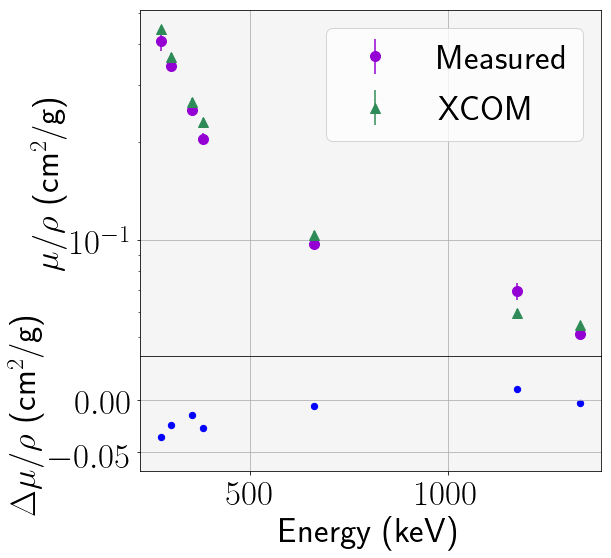 Measured
XCOM
μ/ρ (cm²/g)
10⁻¹
Δμ/ρ (cm²/g)
0.00
−0.05
500 1000
Energy (keV)